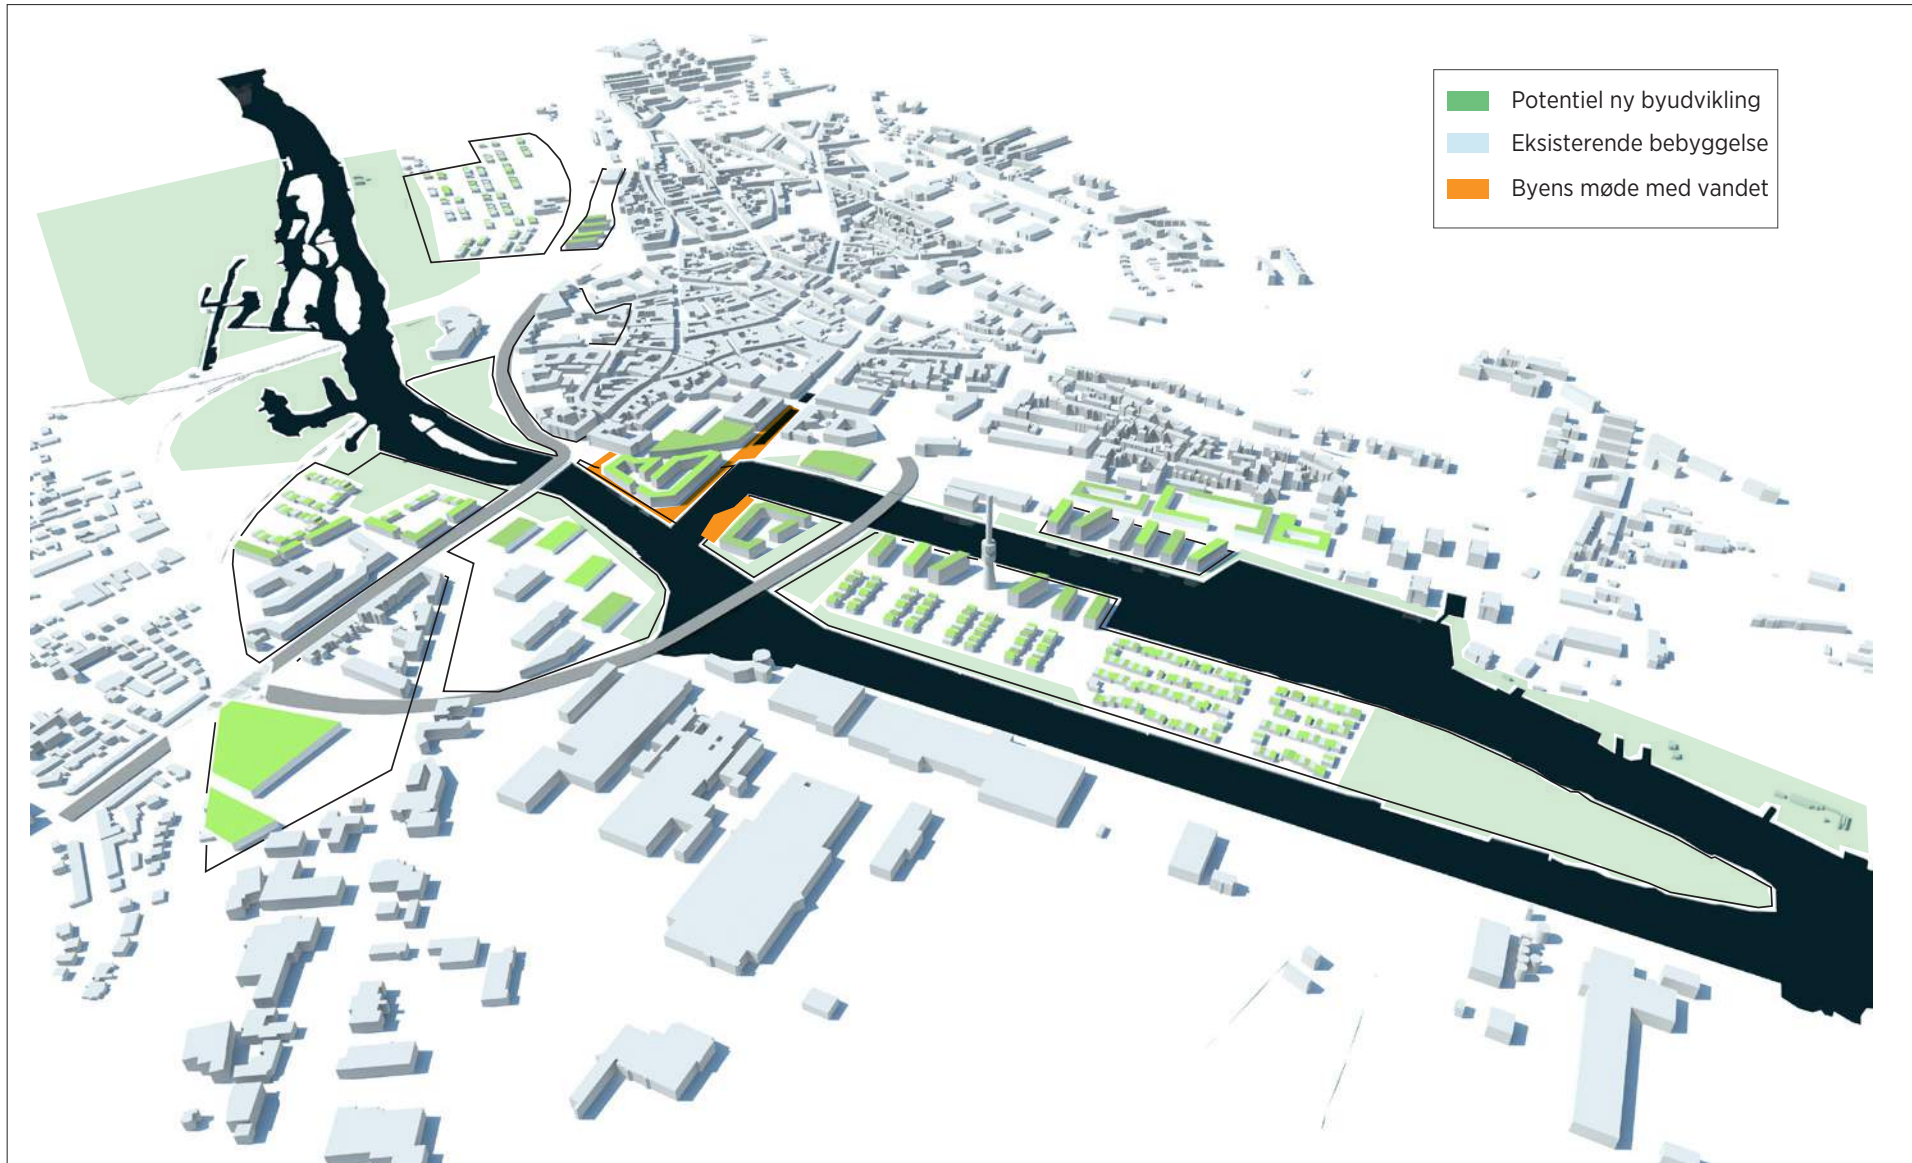 Potentiel ny byudvikling
Eksisterende bebyggelse
Byens møde med vandet